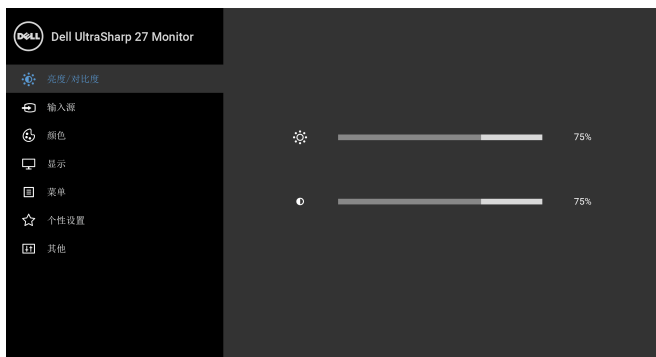 DELL Dell UltraSharp 27 Monitor
亮度/对比度
输入源
颜色
75%
显示
菜单
75%
个性设置
其他